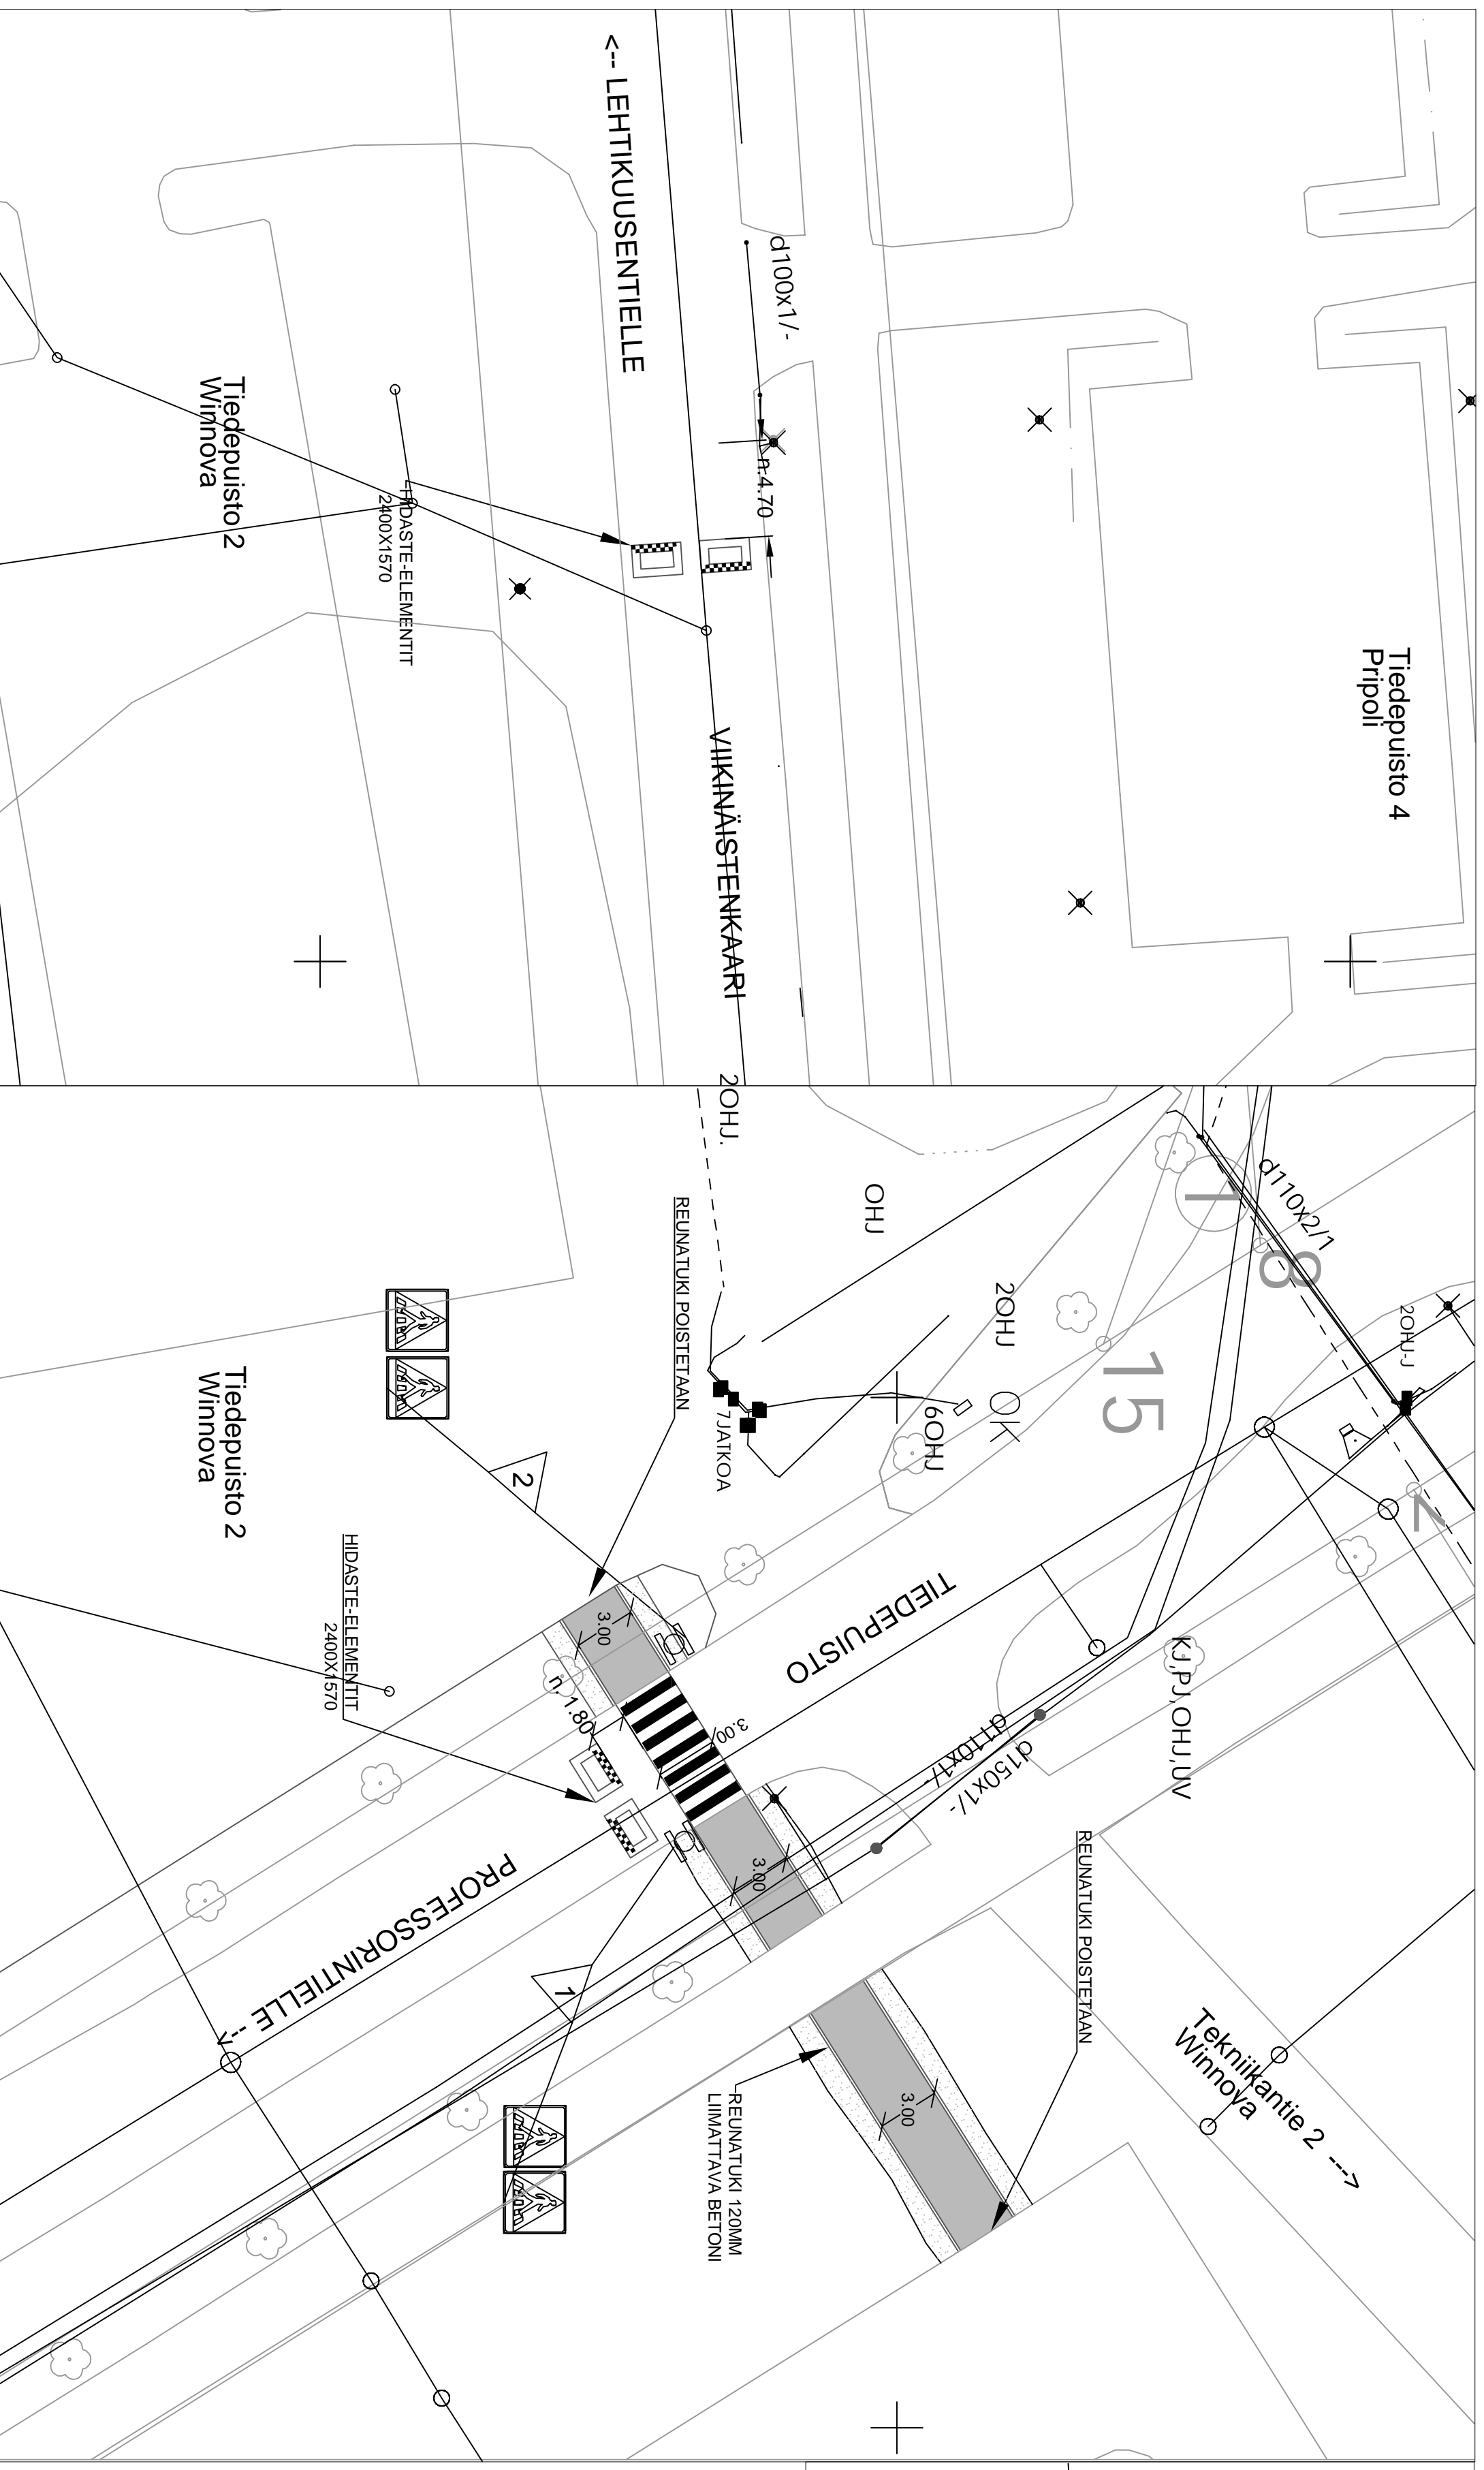 <-- LEHTIKUUSENTIELLE
d100x1/-
n.4.70
Tiedepuisto 2
Winnova
HIDASTE-ELEMENTIT
2400X1570
Tiedepuisto 4
Pripoli
VIIKINÄISTENKAARI
2OHJ.
OHJ
REUNATUKI POISTETAAN
2OHJ
6OHJ
7JATKOA
1
8
15
2
d110x2/1
2OHJ-J
2
Tiedepuisto 2
Winnova
HIDASTE-ELEMENTIT
2400X1570
3.00
n. 1.80
3.00
3.00
TIEDEPUISTO
KJ,PJ,OHJ,UV
d110x1/-
d150x1/-
REUNATUKI POISTETAAN
PROFESSORINTIELLE -->
1
3.00
REUNATUKI 120MM
LIIMATTAVA BETONI
Tekniikantie 2 --->
Winnova